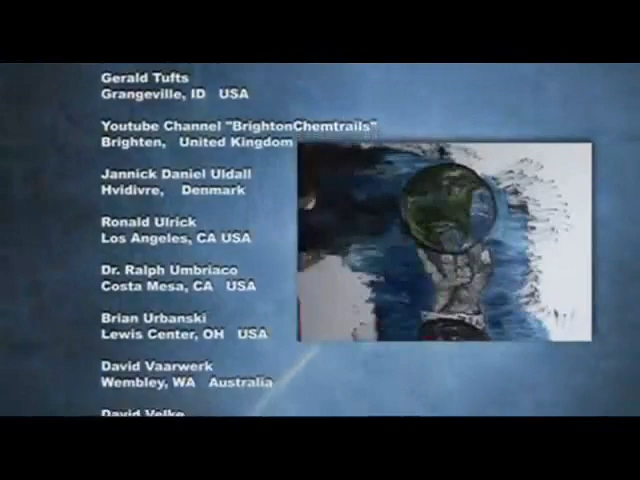 Gerald Tufts
Grangeville, ID USA
Youtube Channel "BrightonChemtrails"
Brighten, United Kingdom
Jannick Daniel Uldall
Hvidivre, Denmark
Ronald Ulrick
Los Angeles, CA USA
Dr. Ralph Umbriaco
Costa Mesa, CA USA
Brian Urbanski
Lewis Center, OH USA
David Vaarwerk
Wembley, WA Australia
David Velke